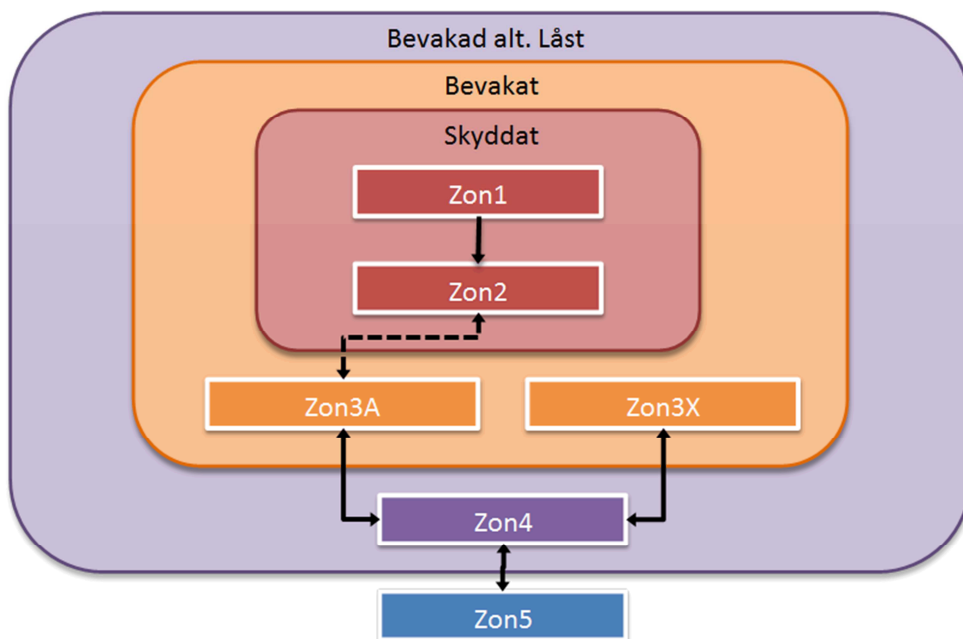 Bevakad alt. Låst
Bevakat
Skyddat
Zon1
Zon2
Zon3A
Zon3X
Zon4
Zon5